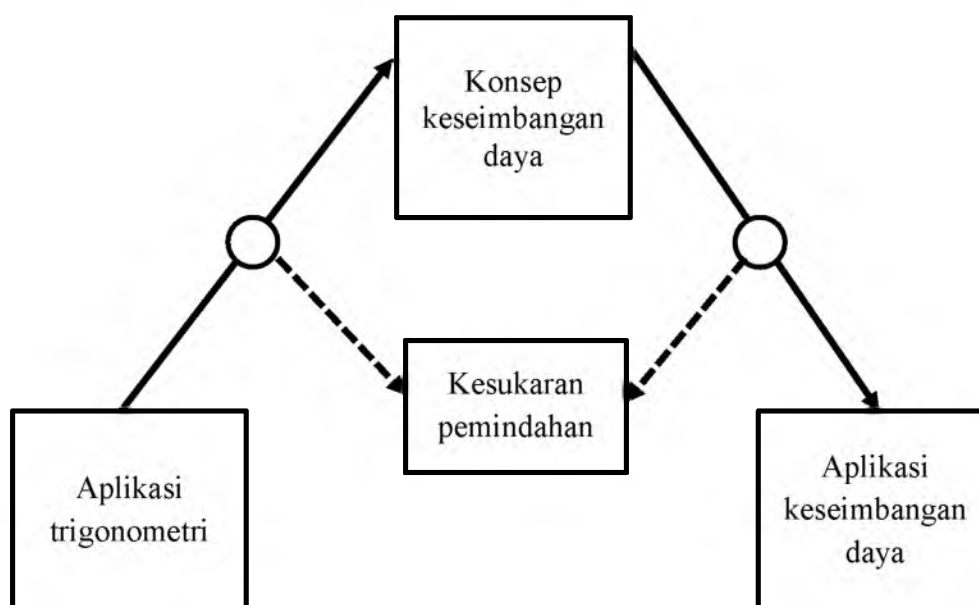 Konsep
keseimbangan
daya
Kesukaran
pemindahan
Aplikasi
trigonometri
Aplikasi
keseimbangan
daya